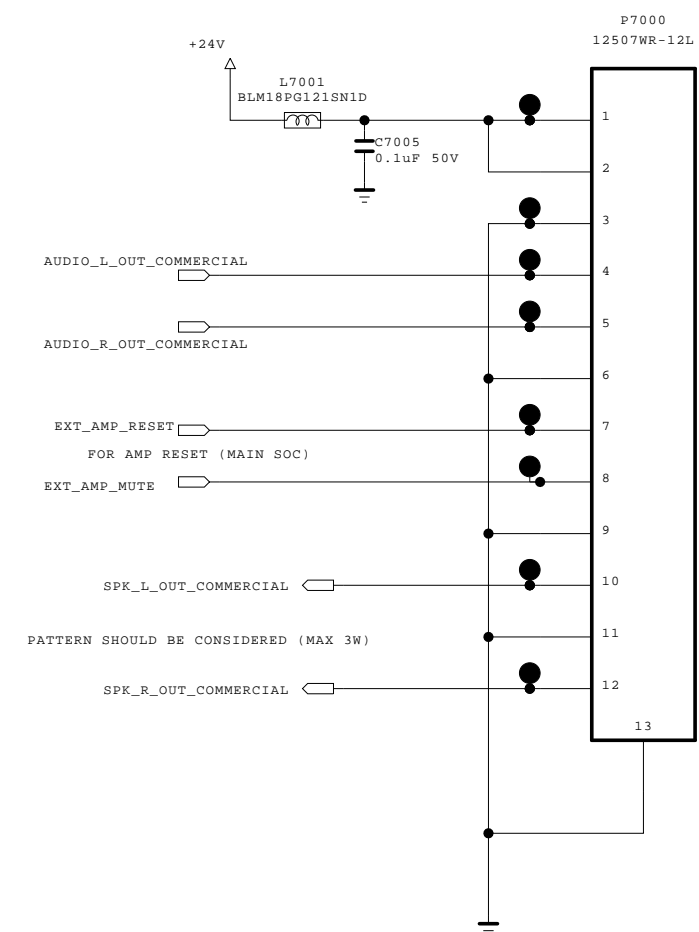 P7000
12507WR-12L
+24V
L7001
BLM18PG121SN1D
C7005
0.1uF 50V
1
2
3
AUDIO_L_OUT_COMMERCIAL
4
5
AUDIO_R_OUT_COMMERCIAL
6
EXT_AMP_RESET
7
FOR AMP RESET (MAIN SOC)
EXT_AMP_MUTE
8
9
SPK_L_OUT_COMMERCIAL
10
PATTERN SHOULD BE CONSIDERED (MAX 3W)
11
SPK_R_OUT_COMMERCIAL
12
13